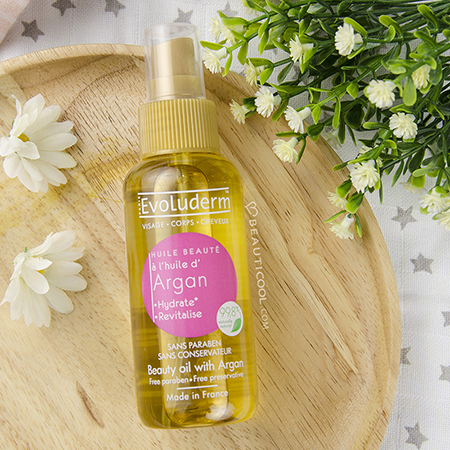 Evoluderm
VISAGE • CORPS • CHEVEUX
HUILE BEAUTÉ
à l'huile d'
Argan
•Hydrate*
•Revitalise
99,8%
SANS PARABEN
SANS CONSERVATEUR
Beauty oil with Argan
Free paraben • Free preservative
Made in France
BEAUTICOOL.COM